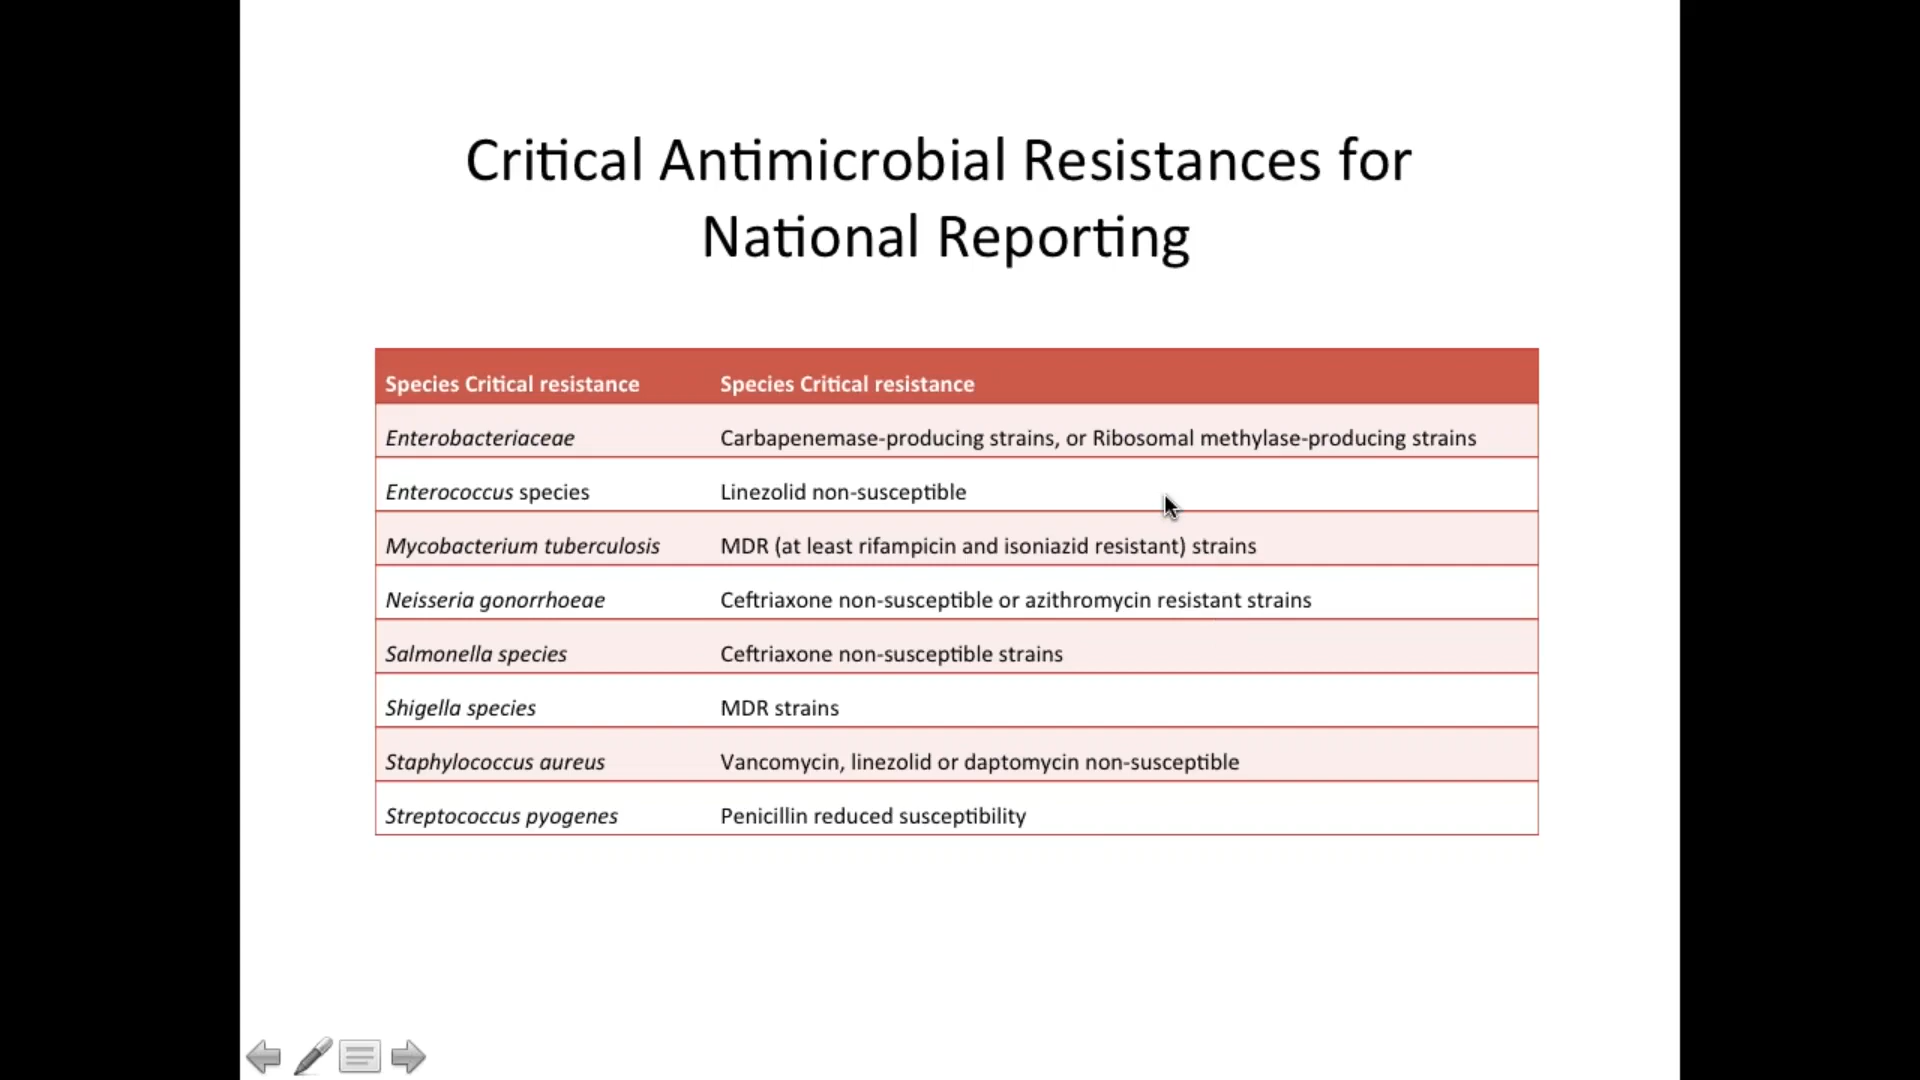 Critical Antimicrobial Resistances for
National Reporting
Species Critical resistance Species Critical resistance
Enterobacteriaceae Carbapenemase-producing strains, or Ribosomal methylase-producing strains
Enterococcus species Linezolid non-susceptible
Mycobacterium tuberculosis MDR (at least rifampicin and isoniazid resistant) strains
Neisseria gonorrhoeae Ceftriaxone non-susceptible or azithromycin resistant strains
Salmonella species Ceftriaxone non-susceptible strains
Shigella species MDR strains
Staphylococcus aureus Vancomycin, linezolid or daptomycin non-susceptible
Streptococcus pyogenes Penicillin reduced susceptibility